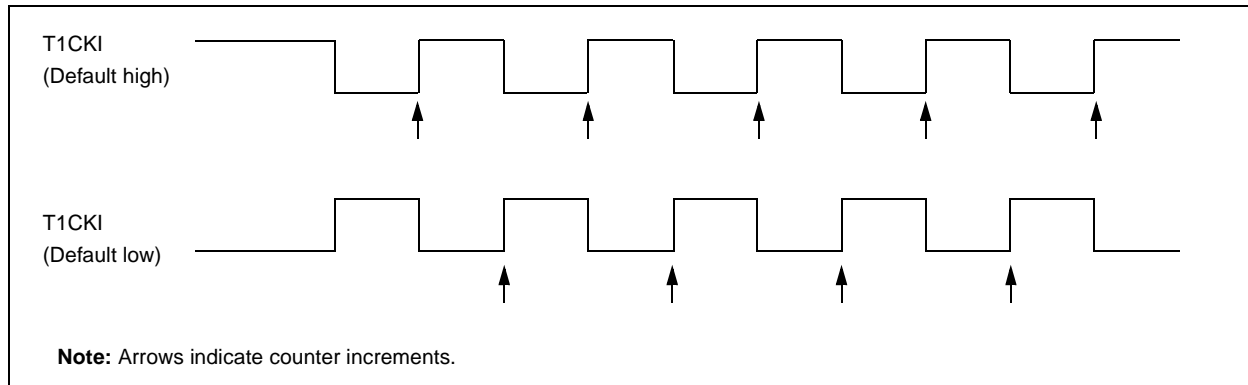 T1CKI
(Default high)
T1CKI
(Default low)
Note: Arrows indicate counter increments.